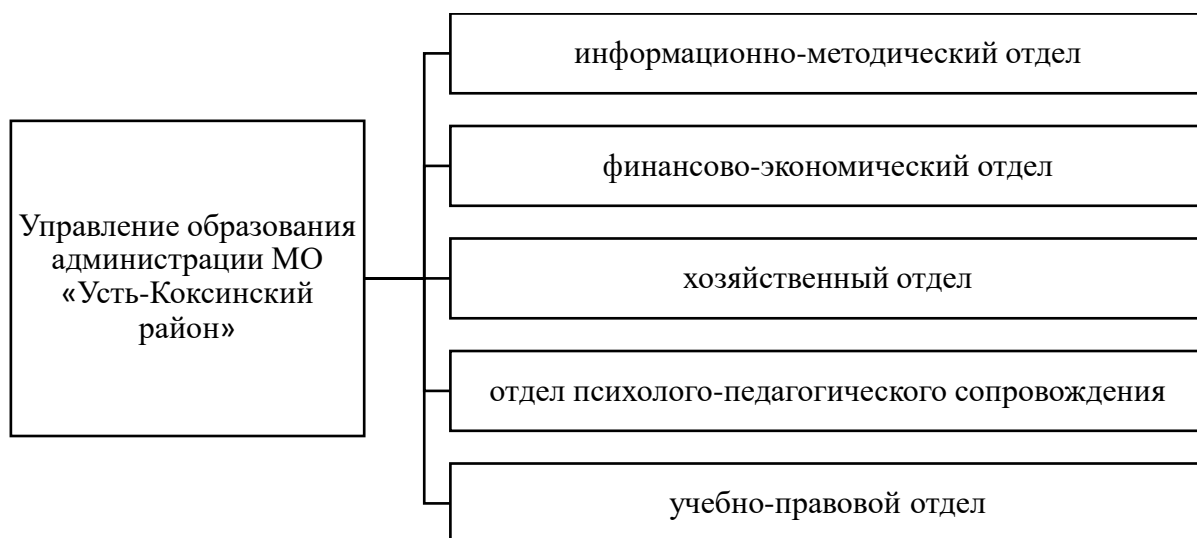 информационно-методический отдел
финансово-экономический отдел
Управление образования
администрации МО
«Усть-Коксинский
район»
хозяйственный отдел
отдел психолого-педагогического сопровождения
учебно-правовой отдел